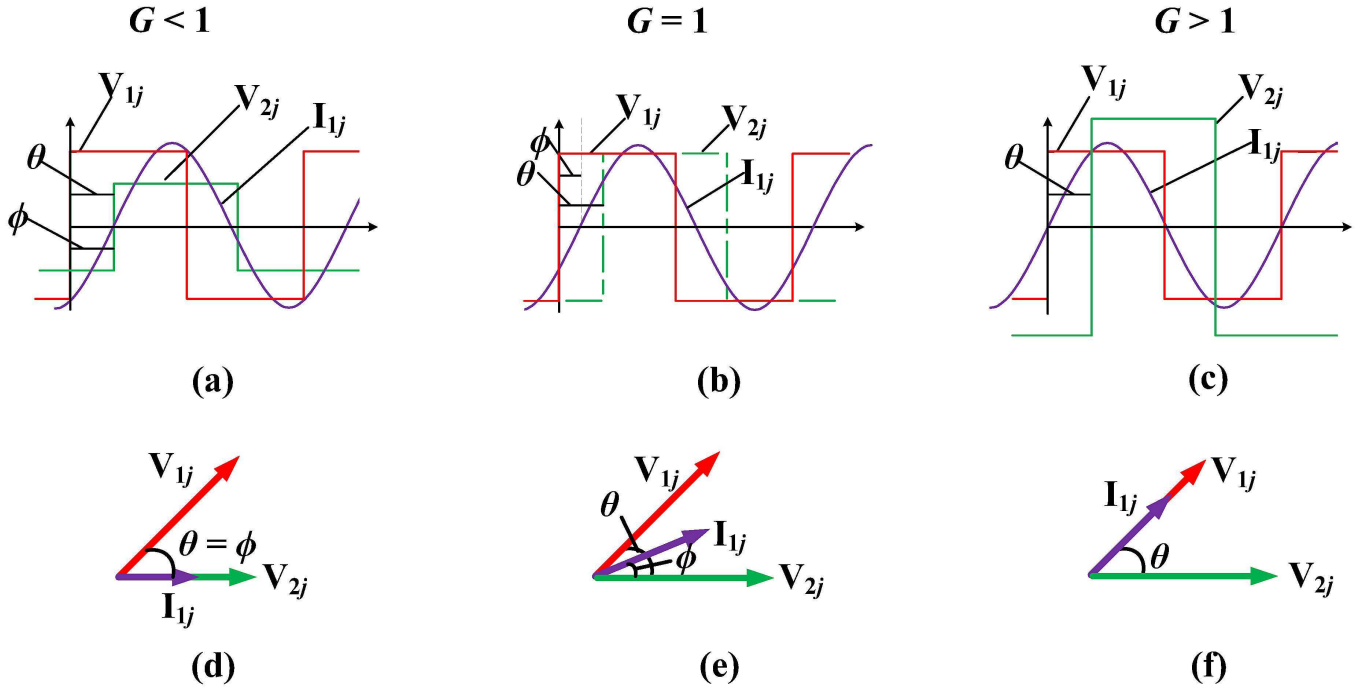 G < 1
G = 1
G > 1
V1j
V2j
I1j
θ
ϕ
V1j
V2j
I1j
ϕ
θ
V1j
V2j
I1j
θ
(a)
(b)
(c)
V1j
θ = ϕ
V2j
I1j
V1j
θ
I1j
ϕ
V2j
V1j
I1j
θ
V2j
(d)
(e)
(f)